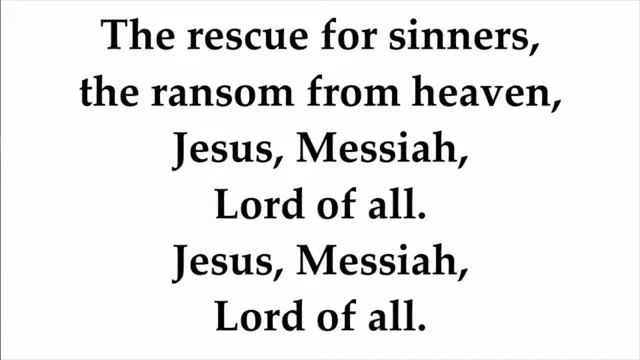 The rescue for sinners,
the ransom from heaven,
Jesus, Messiah,
Lord of all.
Jesus, Messiah,
Lord of all.